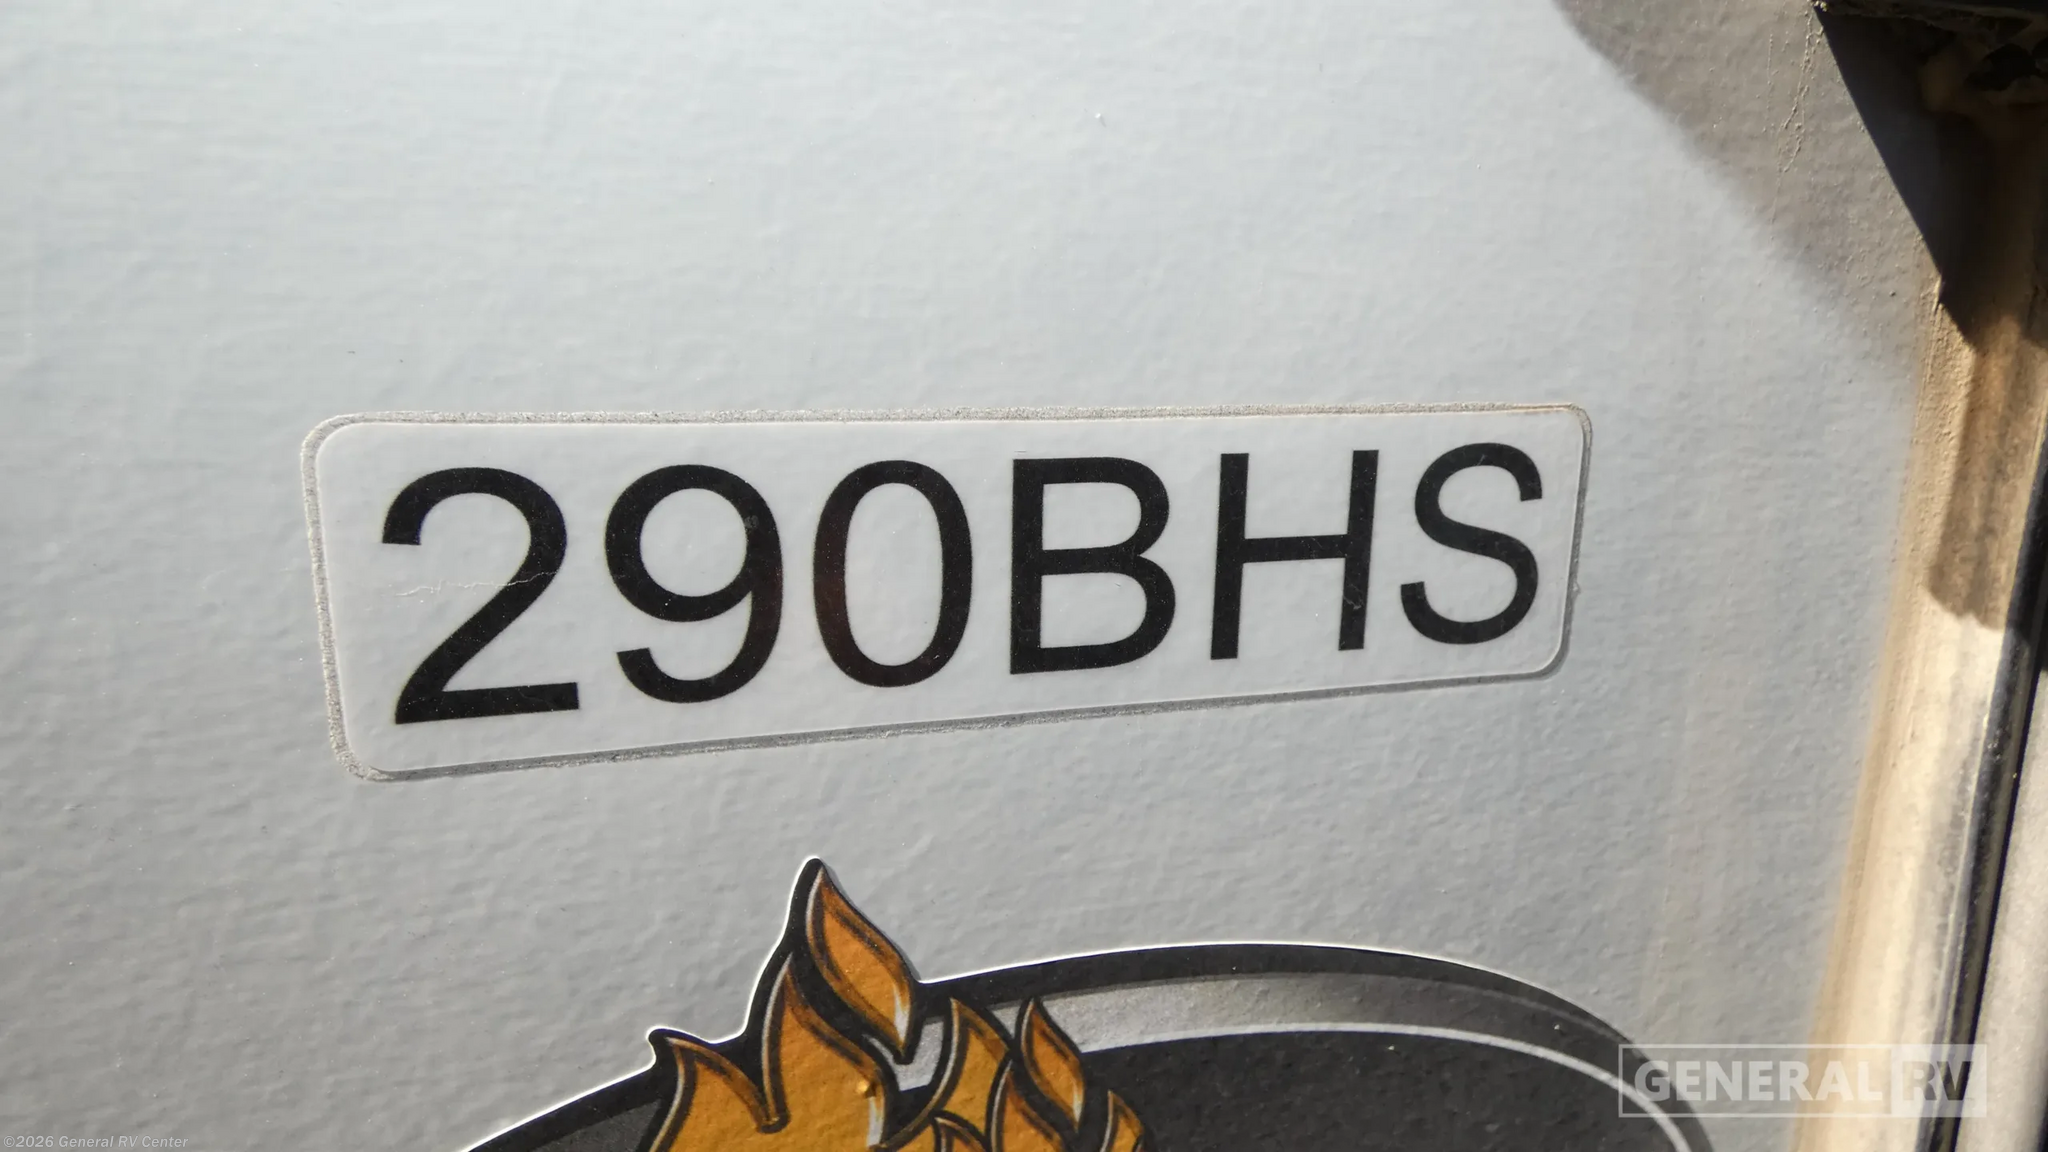 290BHS
GENERAL RV
©2026 General RV Center